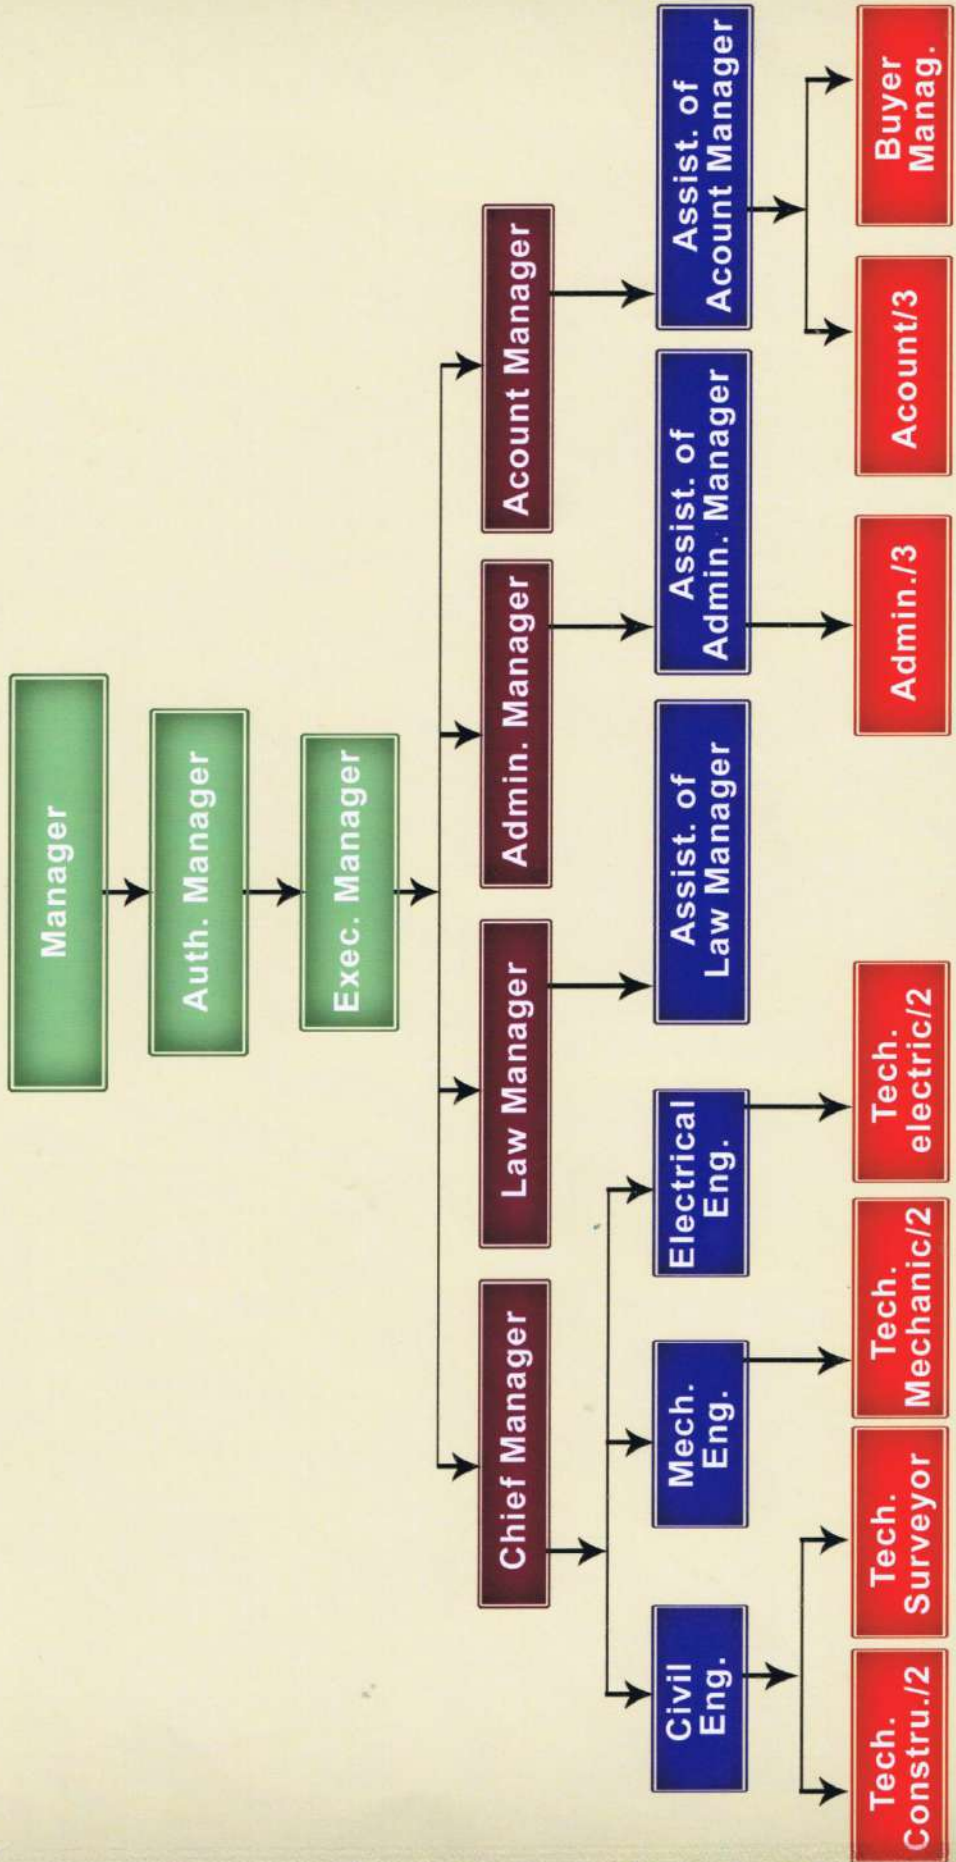 Manager
Auth. Manager
Exec. Manager
Chief Manager
Law Manager
Admin. Manager
Acount Manager
Civil
Eng.
Mech.
Eng.
Electrical
Eng.
Assist. of
Law Manager
Assist. of
Admin. Manager
Assist. of
Acount Manager
Tech.
Constru./2
Tech.
Surveyor
Tech.
Mechanic/2
Tech.
electric/2
Admin./3
Acount/3
Buyer
Manag.